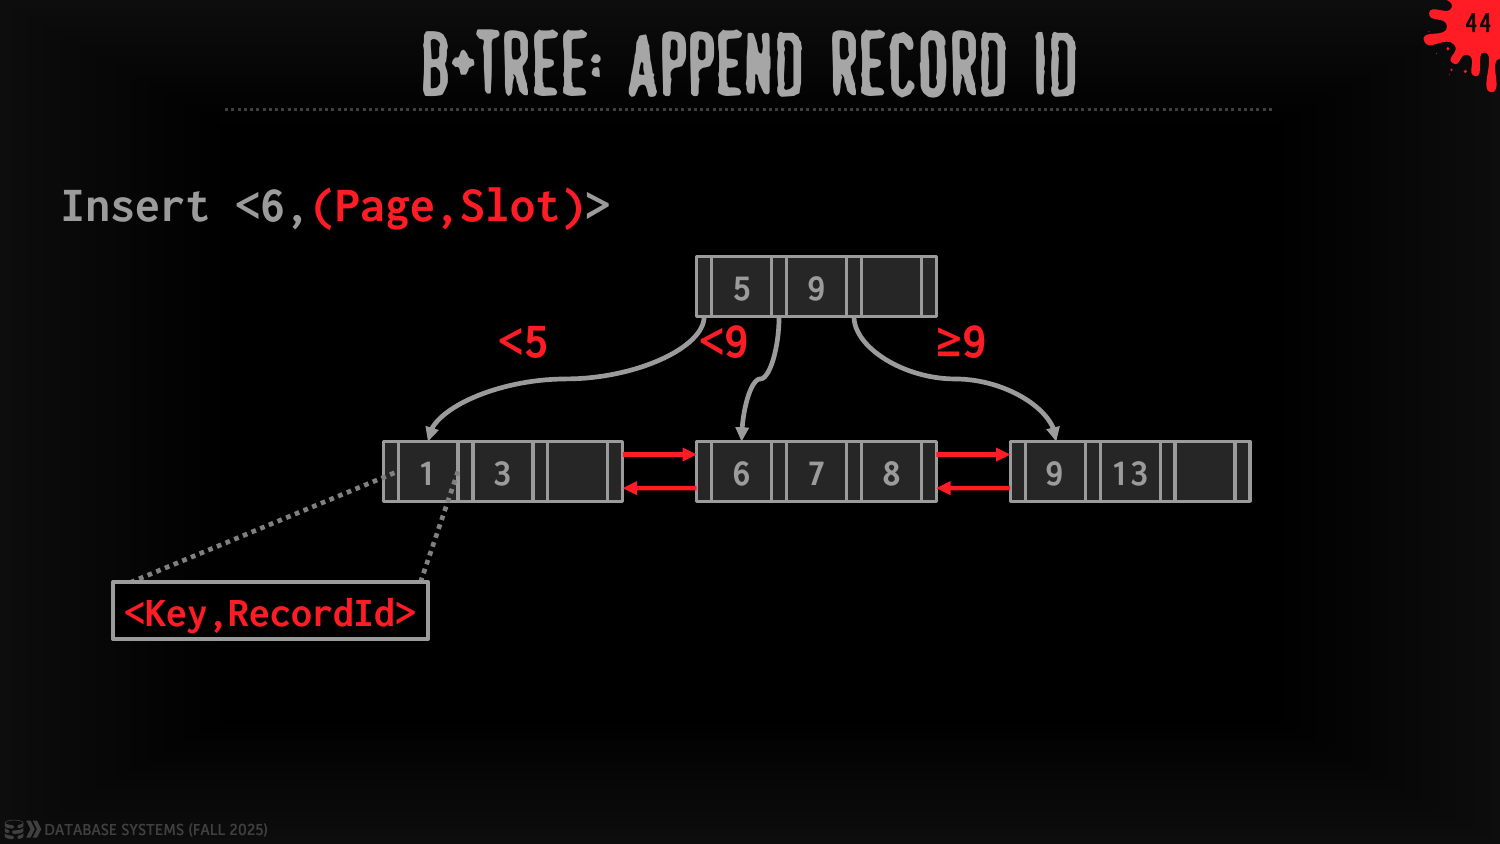 44
B+TREE: APPEND RECORD ID
Insert <6,(Page,Slot)>
5 9
<5 <9 ≥9
1 3 6 7 8 9 13
<Key,RecordId>
DATABASE SYSTEMS (FALL 2025)